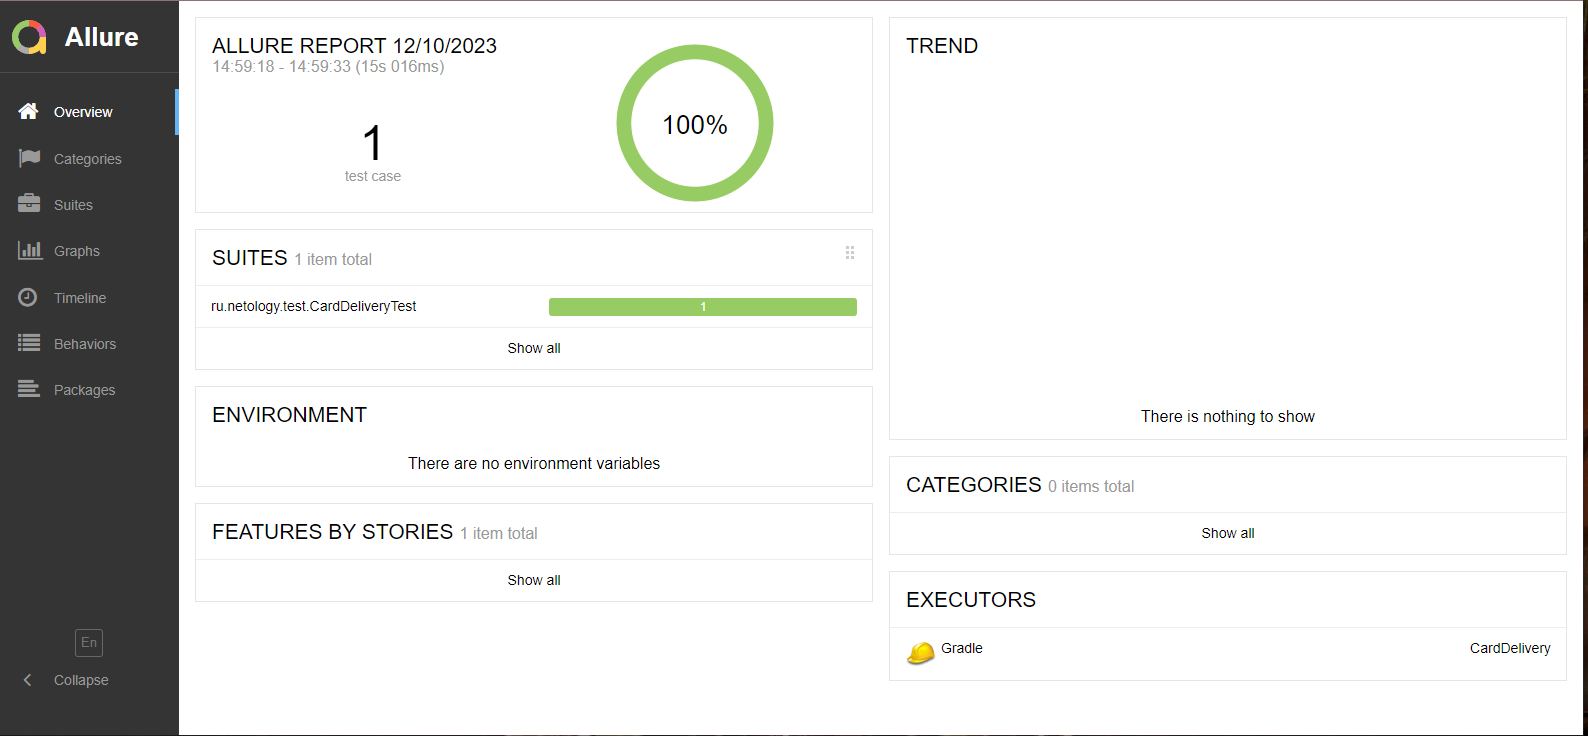 Allure
Overview
Categories
Suites
Graphs
Timeline
Behaviors
Packages
En
Collapse
ALLURE REPORT 12/10/2023
14:59:18 - 14:59:33 (15s 016ms)
1
test case
100%
SUITES 1 item total
ru.netology.test.CardDeliveryTest 1
Show all
ENVIRONMENT
There are no environment variables
FEATURES BY STORIES 1 item total
Show all
TREND
There is nothing to show
CATEGORIES 0 items total
Show all
EXECUTORS
Gradle CardDelivery